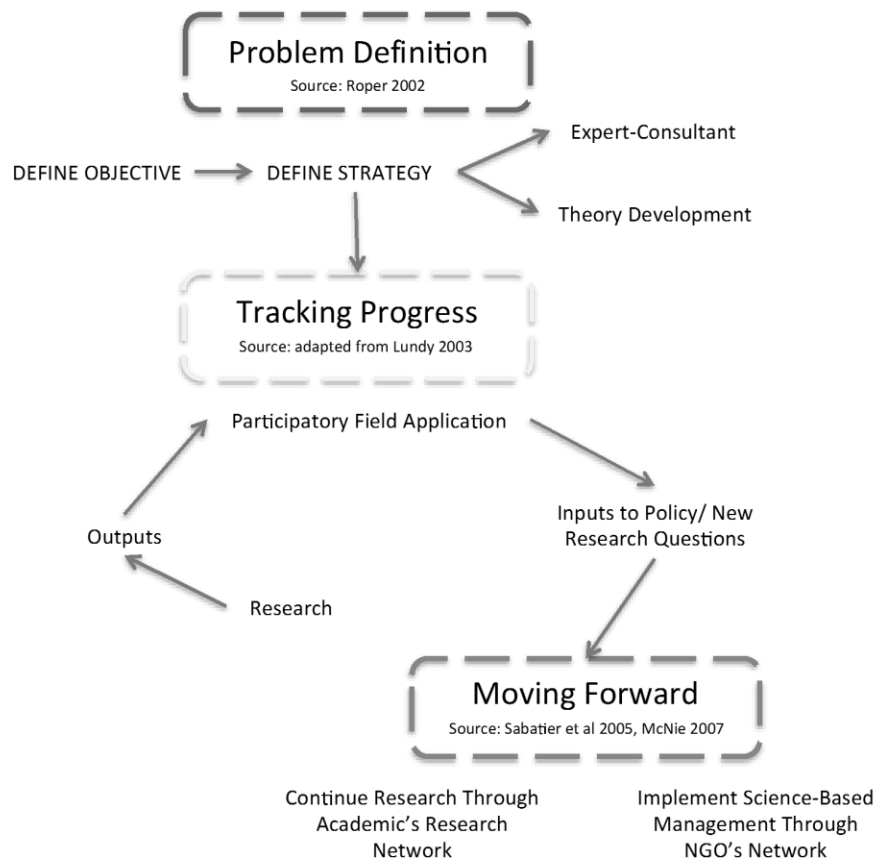 Problem Definition
Source: Roper 2002
Expert-Consultant
DEFINE OBJECTIVE
DEFINE STRATEGY
Theory Development
Tracking Progress
Source: adapted from Lundy 2003
Participatory Field Application
Inputs to Policy/ New
Research Questions
Outputs
Research
Moving Forward
Source: Sabatier et al 2005, McNie 2007
Continue Research Through
Academic's Research
Network
Implement Science-Based
Management Through
NGO's Network